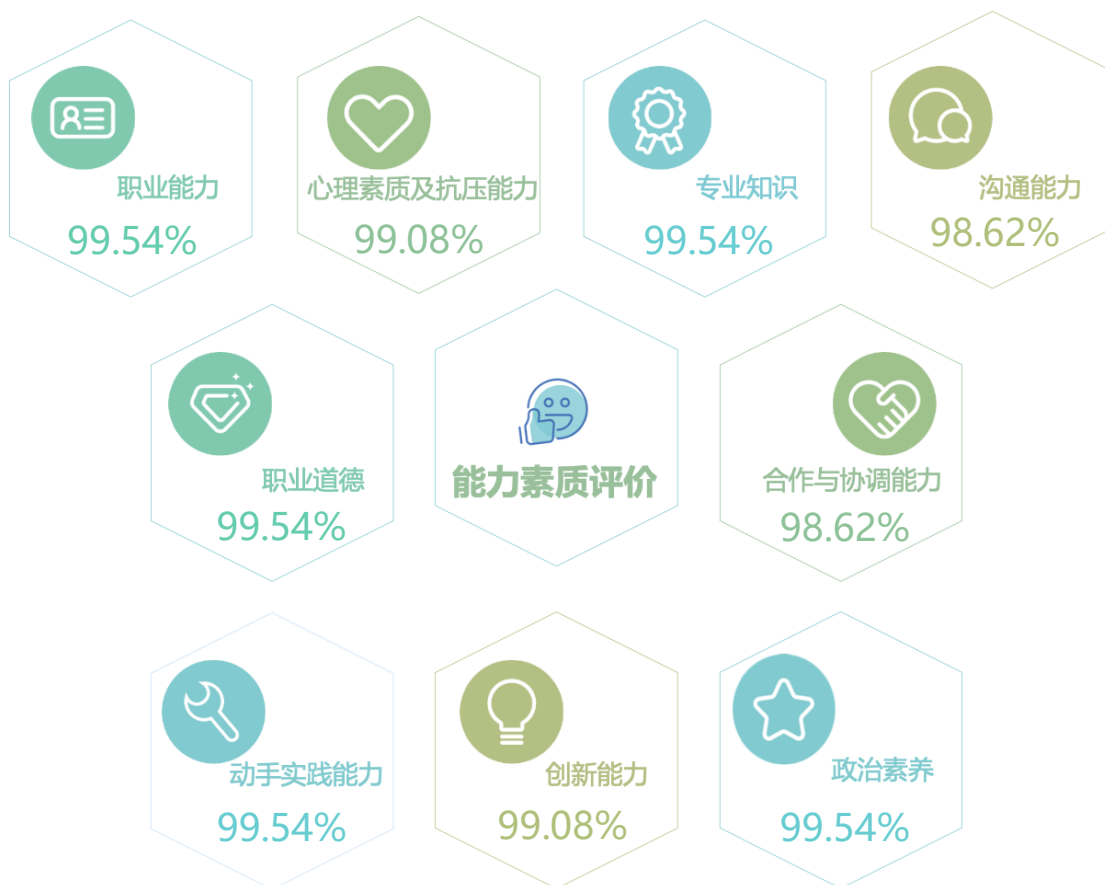 职业能力
99.54%
心理素质及抗压能力
99.08%
专业知识
99.54%
沟通能力
98.62%
职业道德
99.54%
能力素质评价
合作与协调能力
98.62%
动手实践能力
99.54%
创新能力
99.08%
政治素养
99.54%